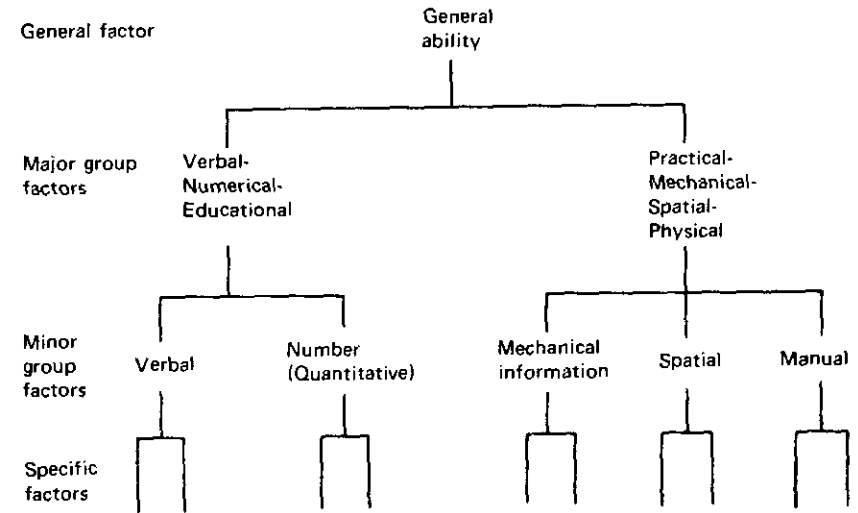 General factor
General
ability
Major group
factors
Verbal-
Numerical-
Educational
Practical-
Mechanical-
Spatial-
Physical
Minor
group
factors
Verbal
Number
(Quantitative)
Mechanical
information
Spatial
Manual
Specific
factors